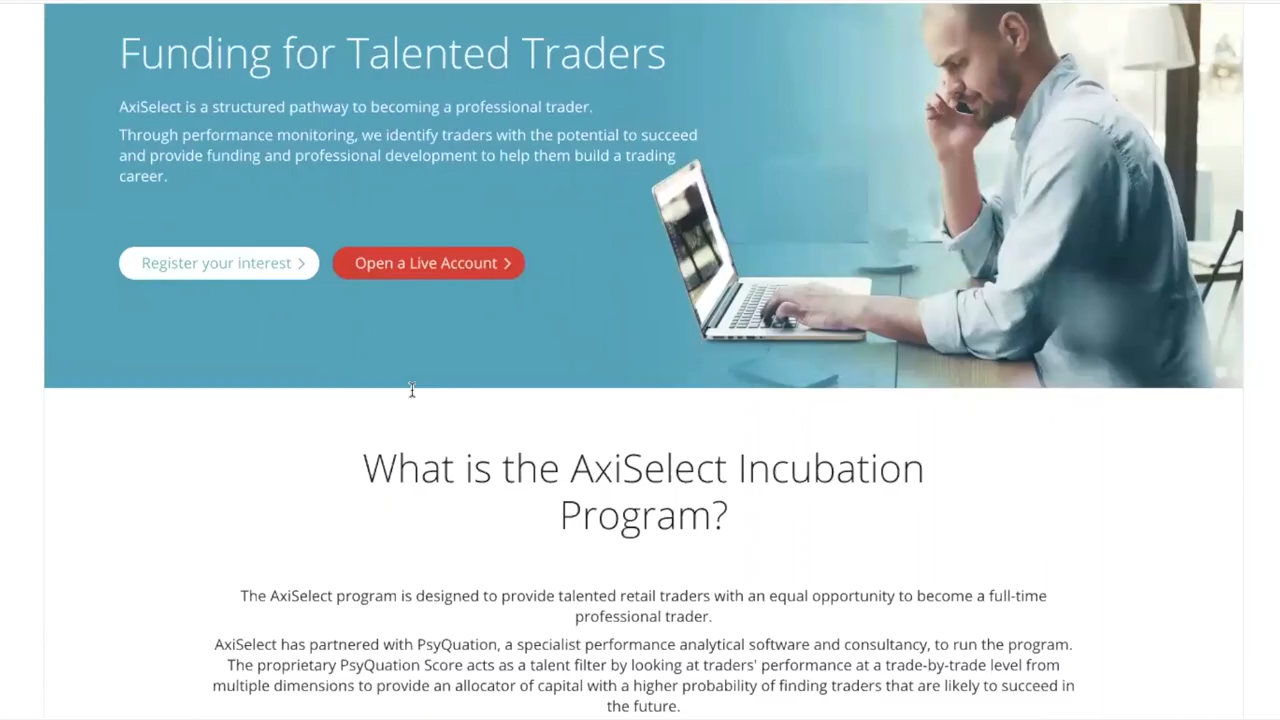 Funding for Talented Traders
AxiSelect is a structured pathway to becoming a professional trader.
Through performance monitoring, we identify traders with the potential to succeed
and provide funding and professional development to help them build a trading
career.
Register your interest
Open a Live Account
What is the AxiSelect Incubation
Program?
The AxiSelect program is designed to provide talented retail traders with an equal opportunity to become a full-time
professional trader.
AxiSelect has partnered with PsyQuation, a specialist performance analytical software and consultancy, to run the program.
The proprietary PsyQuation Score acts as a talent filter by looking at traders' performance at a trade-by-trade level from
multiple dimensions to provide an allocator of capital with a higher probability of finding traders that are likely to succeed in
the future.